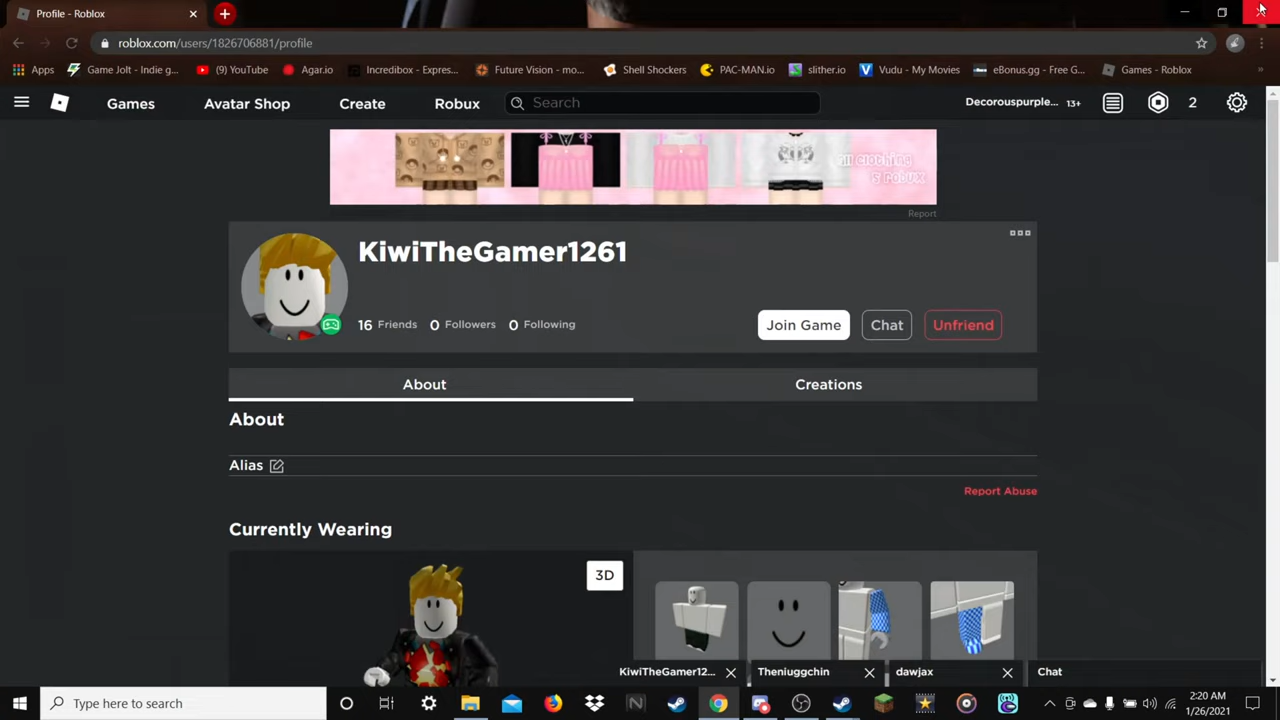 Profile - Roblox
roblox.com/users/1826706881/profile
Apps Game Jolt - Indie g... (9) YouTube Agar.io Incredibox - Expres... Future Vision - mo... Shell Shockers PAC-MAN.io slither.io Vudu - My Movies eBonus.gg - Free G... Games - Roblox »
Games Avatar Shop Create Robux Search Decorouspurple... 13+ 2
all clothing
5 robux
Report
KiwiTheGamer1261
16 Friends 0 Followers 0 Following Join Game Chat Unfriend
About Creations
About
Alias
Report Abuse
Currently Wearing
3D
KiwiTheGamer12... Theniuggchin dawjax Chat
Type here to search
2:20 AM
1/26/2021